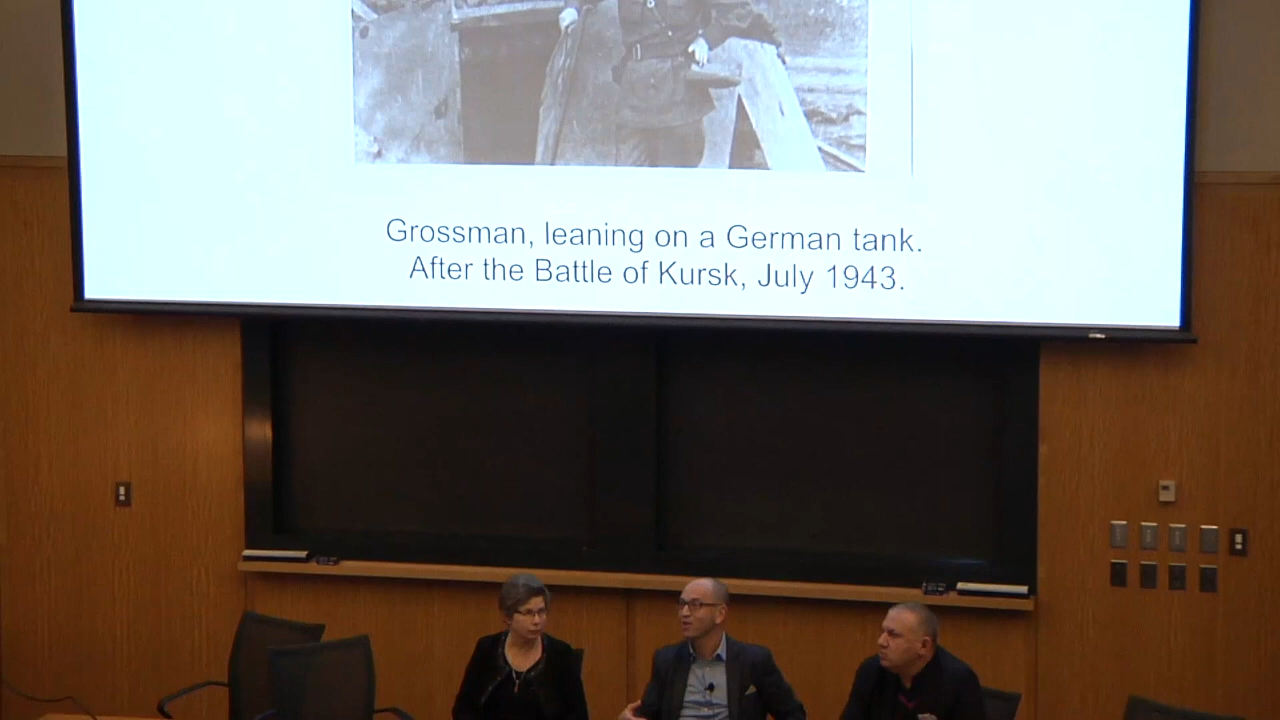 Grossman, leaning on a German tank.
After the Battle of Kursk, July 1943.